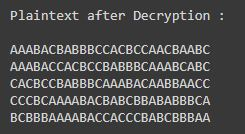 Plaintext after Decryption :
AAABACBABBBCCACBCCAACBAABC
AAABACCACBCCBABBBCAAABCABC
CACBCCBABBBCAAABACAABBAACC
CCCBCAAAABACBABCBBABABBBCA
BCBBBAAAABACCACCCBABCBBBAA